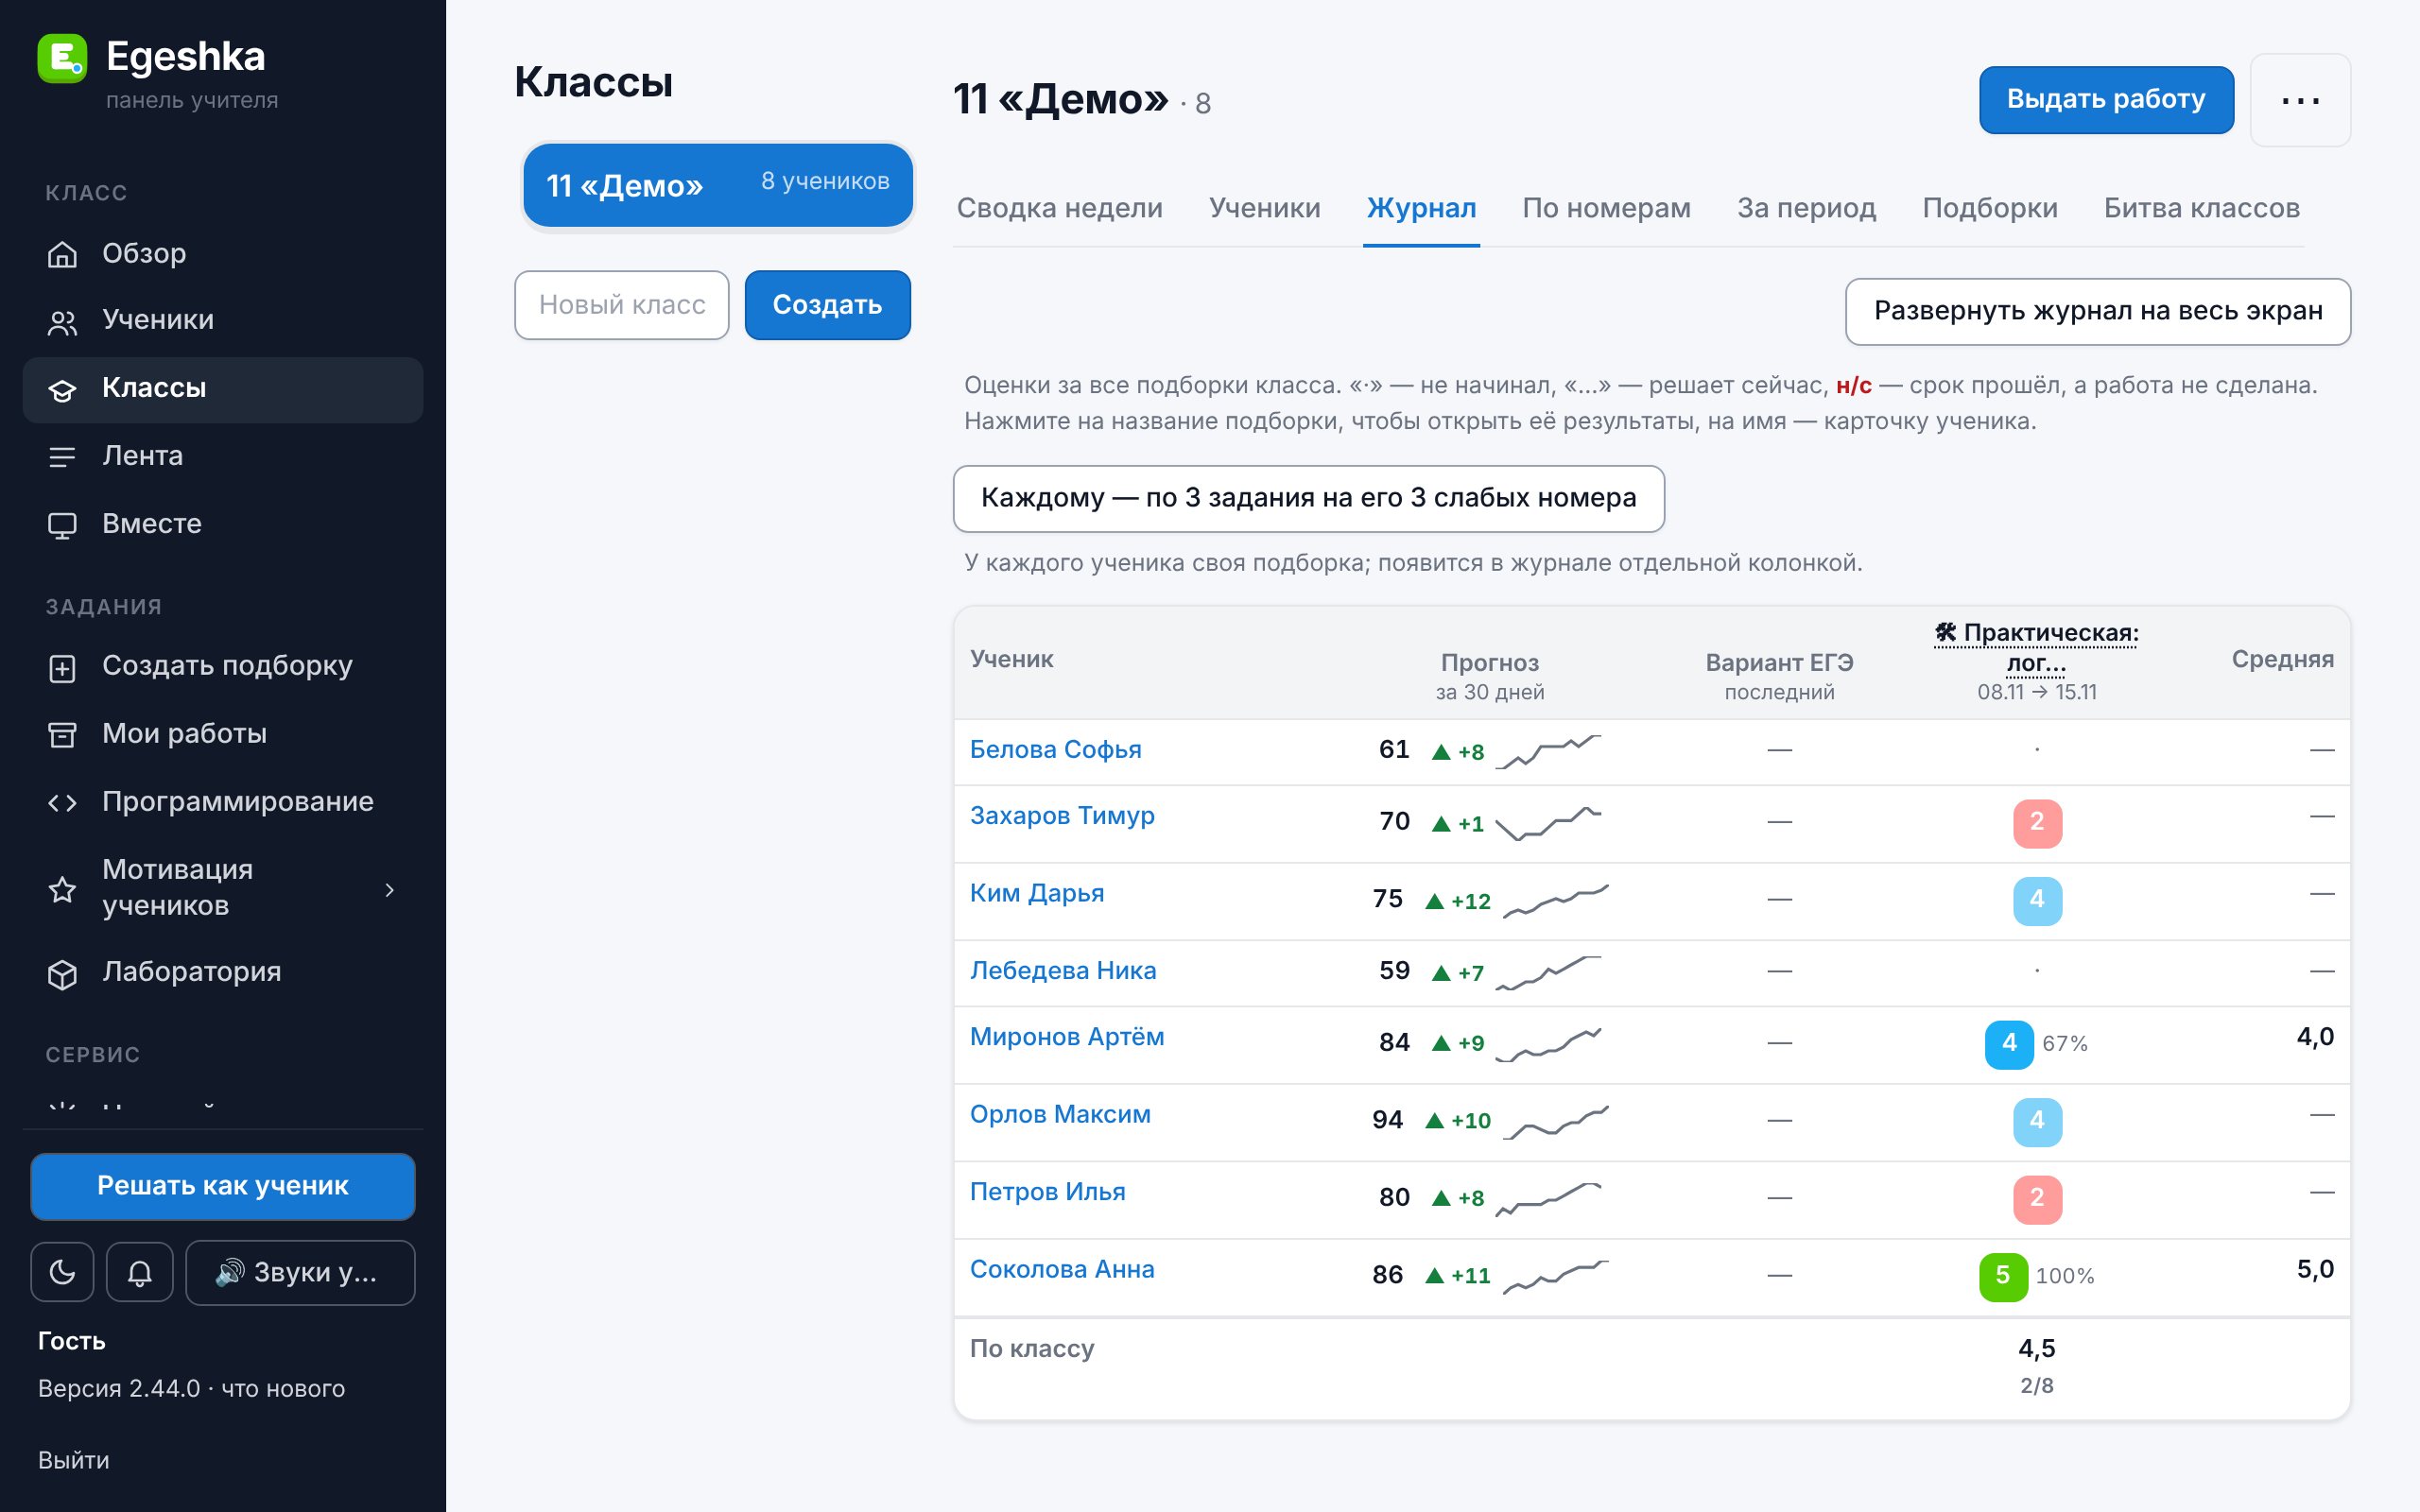 Egeshka
панель учителя
КЛАСС
Обзор
Ученики
Классы
Лента
Вместе
ЗАДАНИЯ
Создать подборку
Мои работы
Программирование
Мотивация
учеников
Лаборатория
СЕРВИС
Решать как ученик
🔊 Звуки у...
Гость
Версия 2.44.0 · что нового
Выйти
Классы
11 «Демо» 8 учеников
Новый класс Создать
11 «Демо» · 8
Выдать работу ...
Сводка недели Ученики Журнал По номерам За период Подборки Битва классов
Развернуть журнал на весь экран
Оценки за все подборки класса. «·» — не начинал, «…» — решает сейчас, н/с — срок прошёл, а работа не сделана.
Нажмите на название подборки, чтобы открыть её результаты, на имя — карточку ученика.
Каждому — по 3 задания на его 3 слабых номера
У каждого ученика своя подборка; появится в журнале отдельной колонкой.
Ученик Прогноз за 30 дней Вариант ЕГЭ последний 🛠 Практическая: лог... 08.11 → 15.11 Средняя
Белова Софья 61 ▲ +8 — · —
Захаров Тимур 70 ▲ +1 — 2 —
Ким Дарья 75 ▲ +12 — 4 —
Лебедева Ника 59 ▲ +7 — · —
Миронов Артём 84 ▲ +9 — 4 67% 4,0
Орлов Максим 94 ▲ +10 — 4 —
Петров Илья 80 ▲ +8 — 2 —
Соколова Анна 86 ▲ +11 — 5 100% 5,0
По классу 4,5
2/8